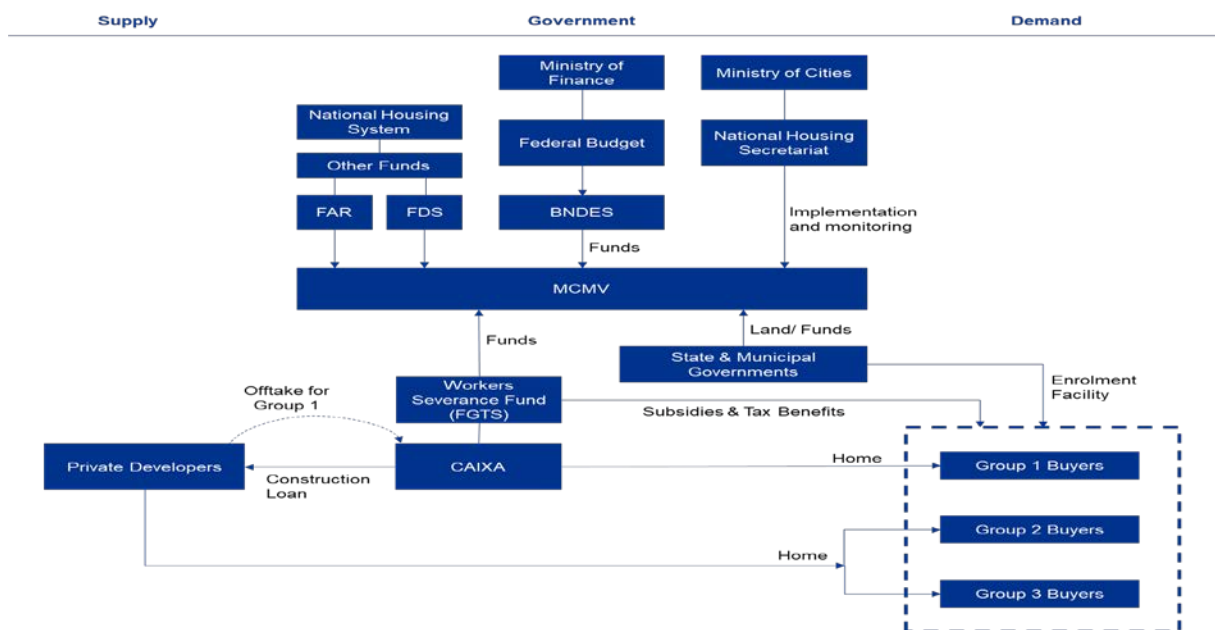 Supply
Government
Demand
Ministry of
Finance
Ministry of Cities
National Housing
System
Federal Budget
National Housing
Secretariat
Other Funds
FAR
FDS
BNDES
Implementation
and monitoring
Funds
MCMV
Funds
Land/ Funds
State & Municipal
Governments
Offtake for
Group 1
Workers
Severance Fund
(FGTS)
Enrolment
Facility
Subsidies & Tax Benefits
Private Developers
Construction
Loan
CAIXA
Home
Group 1 Buyers
Group 2 Buyers
Home
Group 3 Buyers